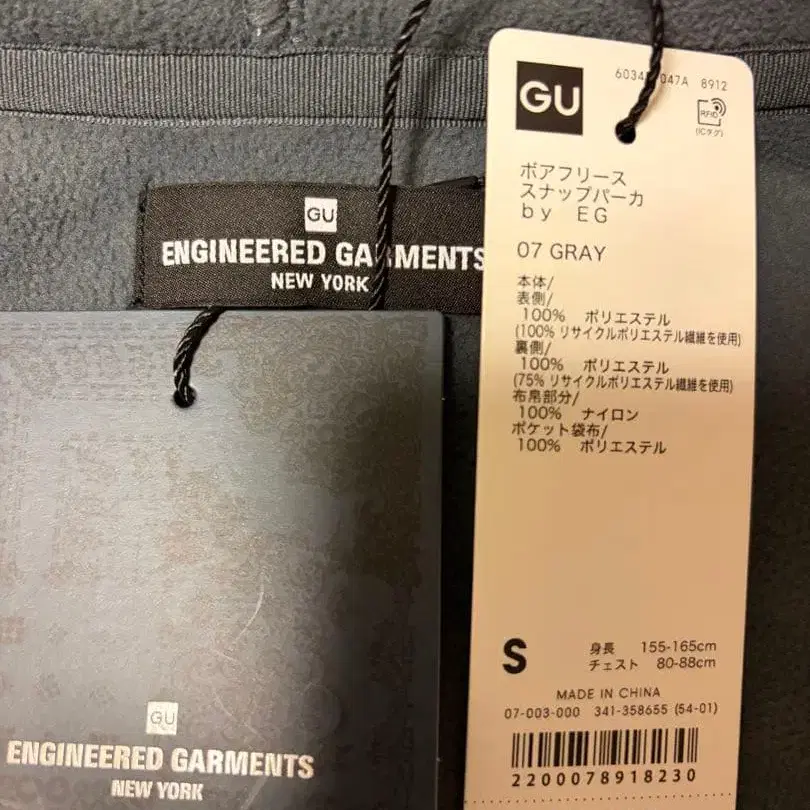 GU
ENGINEERED GARMENTS
NEW YORK
GU
ENGINEERED GARMENTS
NEW YORK
GU
047A 8912
RFID
(ICタグ)
ボアフリース
スナップパーカ
by EG
07 GRAY
本体/
表側/
100% ポリエステル
(100% リサイクルポリエステル繊維を使用)
裏側/
100% ポリエステル
(75% リサイクルポリエステル繊維を使用)
布帛部分/
100% ナイロン
ポケット袋布/
100% ポリエステル
S 身長 155-165cm
チェスト 80-88cm
MADE IN CHINA
07-003-000 341-358655 (54-01)
2200078918230